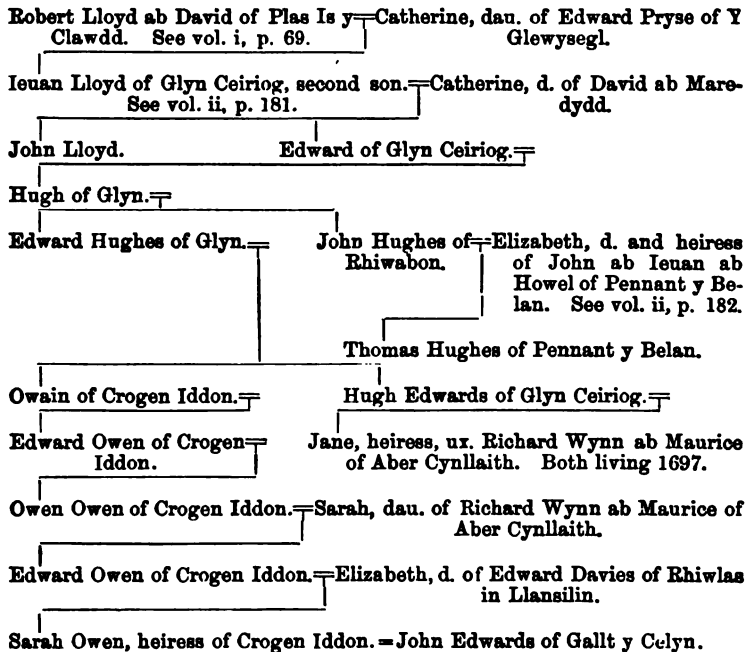 Robert Lloyd ab David of Plas Is y=Catherine, dau. of Edward Pryse of Y
Clawdd. See vol. i, p. 69. Glewysegl.
Ieuan Lloyd of Glyn Ceiriog, second son.=Catherine, d. of David ab Mare-
See vol. ii, p. 181. dydd.
John Lloyd. Edward of Glyn Ceiriog.=
Hugh of Glyn.=
Edward Hughes of Glyn.= John Hughes of=Elizabeth, d. and heiress
Rhiwabon. of John ab Ieuan ab
Howel of Pennant y Be-
lan. See vol. ii, p. 182.
Thomas Hughes of Pennant y Belan.
Owain of Crogen Iddon.= Hugh Edwards of Glyn Ceiriog.=
Edward Owen of Crogen= Jane, heiress, ux. Richard Wynn ab Maurice
Iddon. of Aber Cynllaith. Both living 1697.
Owen Owen of Crogen Iddon.=Sarah, dau. of Richard Wynn ab Maurice of
Aber Cynllaith.
Edward Owen of Crogen Iddon.=Elizabeth, d. of Edward Davies of Rhiwlas
in Llansilin.
Sarah Owen, heiress of Crogen Iddon.=John Edwards of Gallt y Celyn.